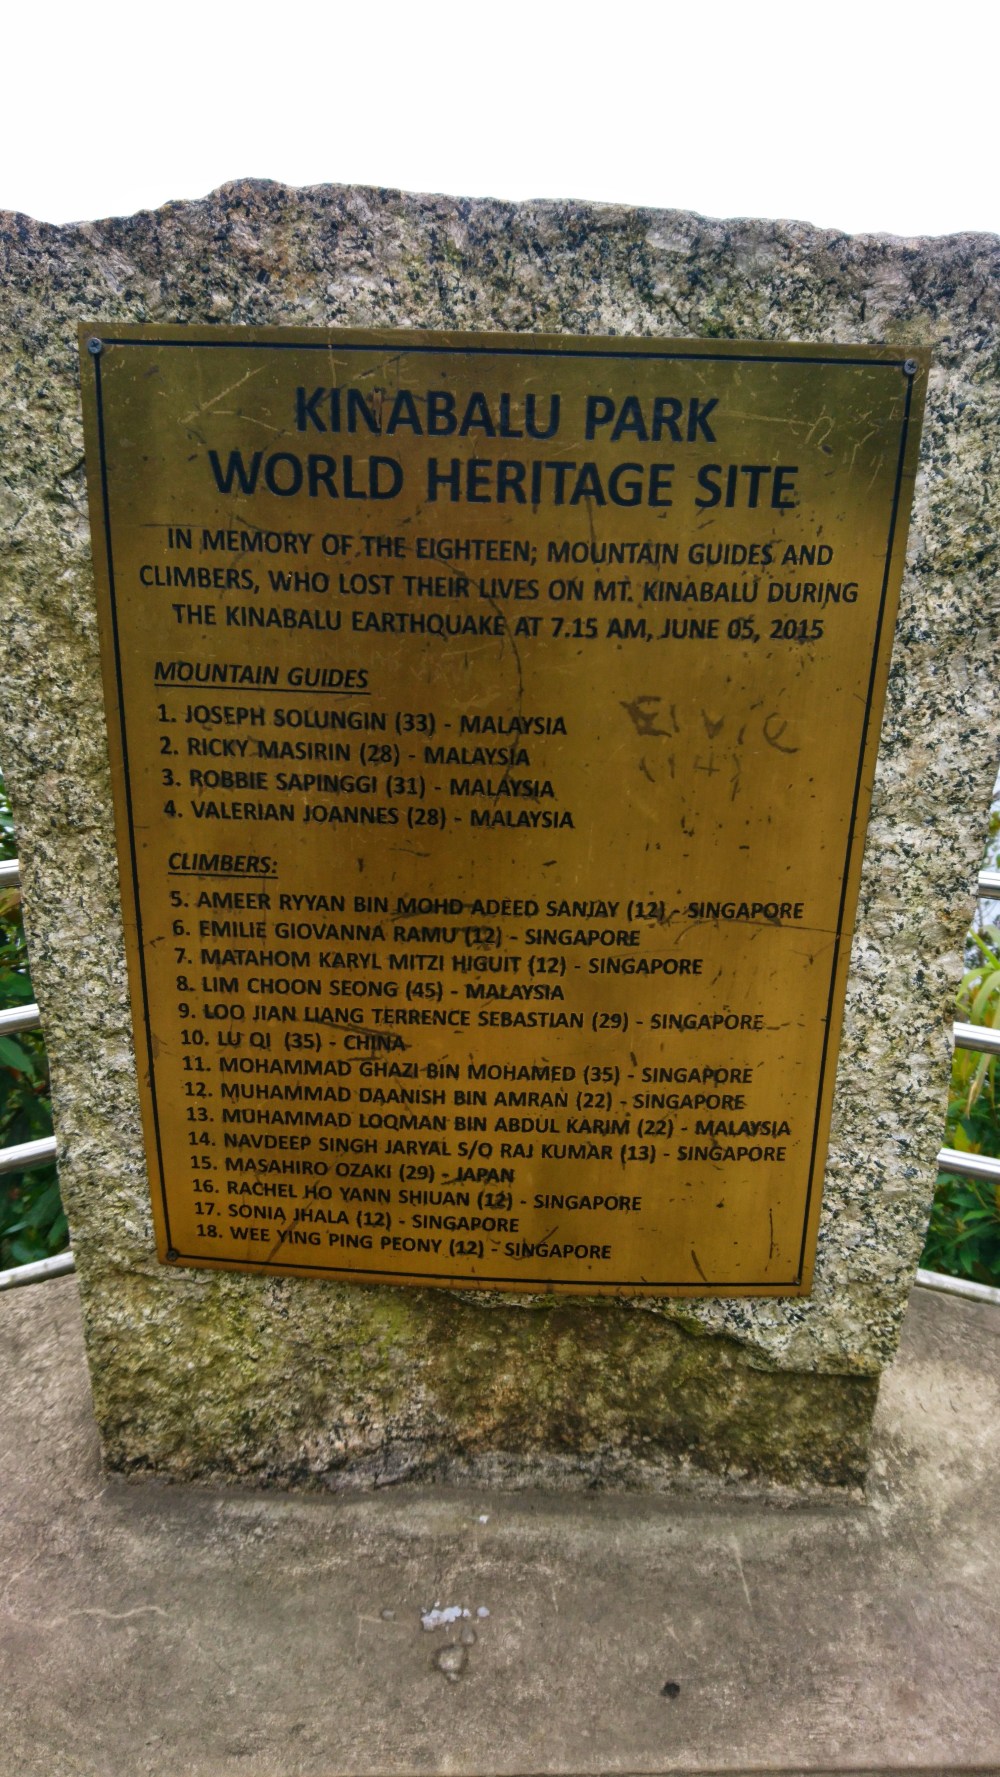 KINABALU PARK
WORLD HERITAGE SITE
IN MEMORY OF THE EIGHTEEN; MOUNTAIN GUIDES AND
CLIMBERS, WHO LOST THEIR LIVES ON MT. KINABALU DURING
THE KINABALU EARTHQUAKE AT 7.15 AM, JUNE 05, 2015
MOUNTAIN GUIDES
1. JOSEPH SOLUNGIN (33) - MALAYSIA
2. RICKY MASIRIN (28) - MALAYSIA
3. ROBBIE SAPINGGI (31) - MALAYSIA
4. VALERIAN JOANNES (28) - MALAYSIA
Elvie
(14)
CLIMBERS:
5. AMEER RYYAN BIN MOHD ADEED SANJAY (12) - SINGAPORE
6. EMILIE GIOVANNA RAMU (12) - SINGAPORE
7. MATAHOM KARYL MITZI HIGUIT (12) - SINGAPORE
8. LIM CHOON SEONG (45) - MALAYSIA
9. LOO JIAN LIANG TERRENCE SEBASTIAN (29) - SINGAPORE
10. LU QI (35) - CHINA
11. MOHAMMAD GHAZI BIN MOHAMED (35) - SINGAPORE
12. MUHAMMAD DAANISH BIN AMRAN (22) - SINGAPORE
13. MUHAMMAD LOQMAN BIN ABDUL KARIM (22) - MALAYSIA
14. NAVDEEP SINGH JARYAL S/O RAJ KUMAR (13) - SINGAPORE
15. MASAHIRO OZAKI (29) - JAPAN
16. RACHEL HO YANN SHIUAN (12) - SINGAPORE
17. SONIA JHALA (12) - SINGAPORE
18. WEE YING PING PEONY (12) - SINGAPORE